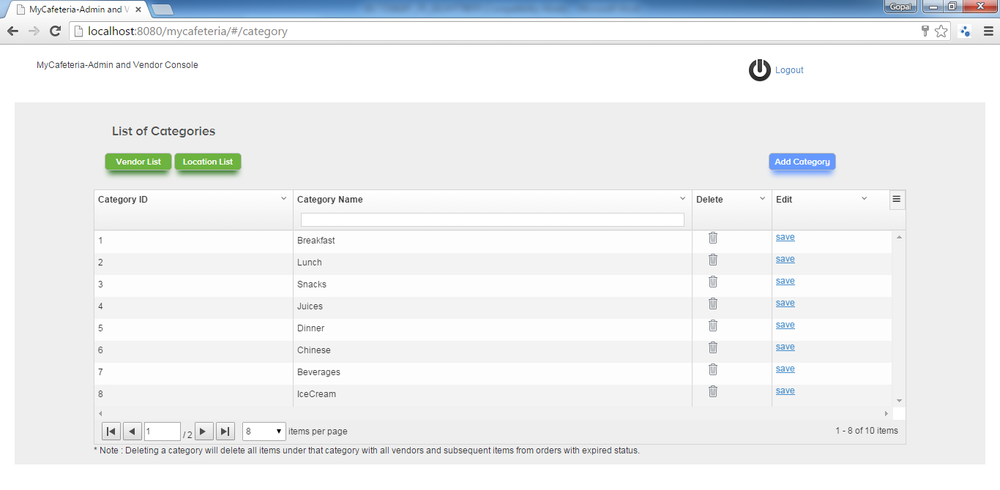 MyCafeteria-Admin and V
Gopal
localhost:8080/mycafeteria/#/category
MyCafeteria-Admin and Vendor Console
Logout
List of Categories
Vendor List Location List Add Category
Category ID Category Name Delete Edit
1 Breakfast save
2 Lunch save
3 Snacks save
4 Juices save
5 Dinner save
6 Chinese save
7 Beverages save
8 IceCream save
1 / 2 8 items per page 1 - 8 of 10 items
* Note : Deleting a category will delete all items under that category with all vendors and subsequent items from orders with expired status.